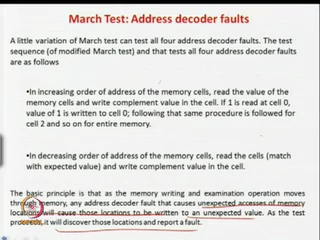 March Test: Address decoder faults
A little variation of March test can test all four address decoder faults. The test
sequence (of modified March test) and that tests all four address decoder faults
are as follows
•In increasing order of address of the memory cells, read the value of the
memory cells and write complement value in the cell. If 1 is read at cell 0,
value of 1 is written to cell 0; following that same procedure is followed for
cell 2 and so on for entire memory.
•In decreasing order of address of the memory cells, read the cells (match
with expected value) and write complement value in the cell.
The basic principle is that as the memory writing and examination operation moves
through memory, any address decoder fault that causes unexpected accesses of memory
locations will cause those locations to be written to an unexpected value. As the test
proceeds, it will discover those locations and report a fault.